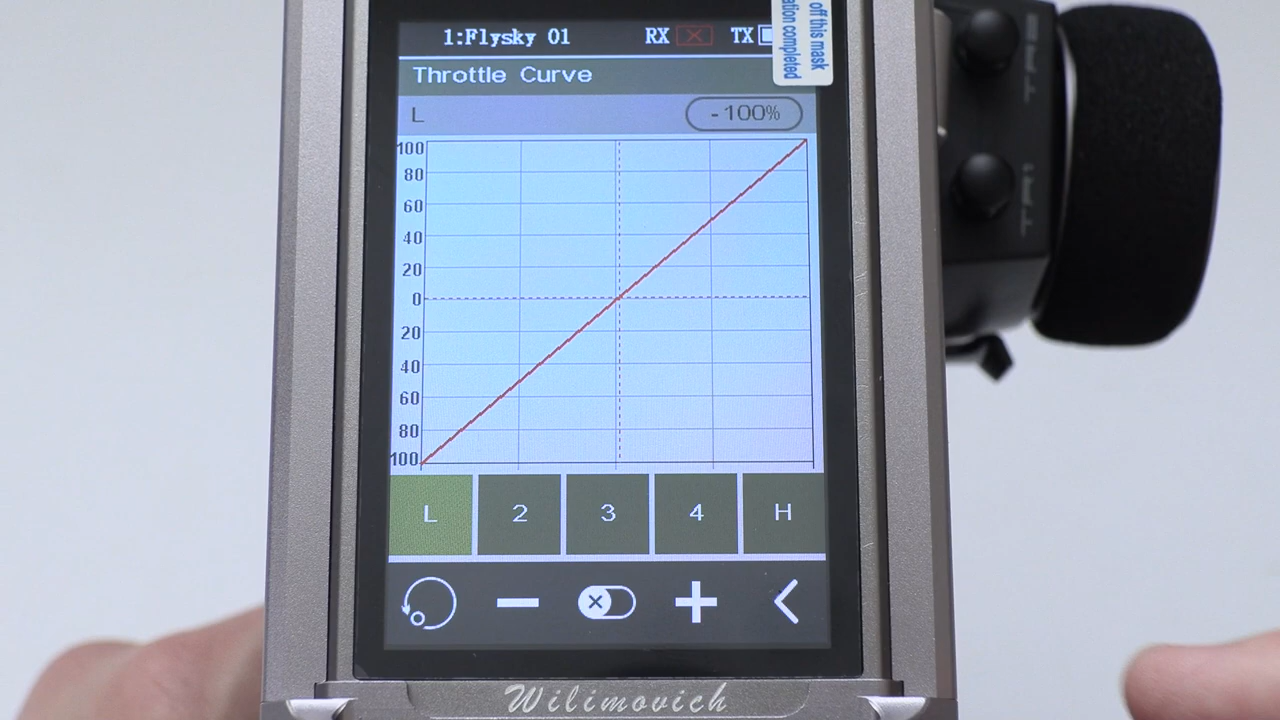 1:Flysky 01 RX TX
off this mask
ation completed
Throttle Curve
L -100%
100
80
60
40
20
0
20
40
60
80
100
L 2 3 4 H
Wilimovich